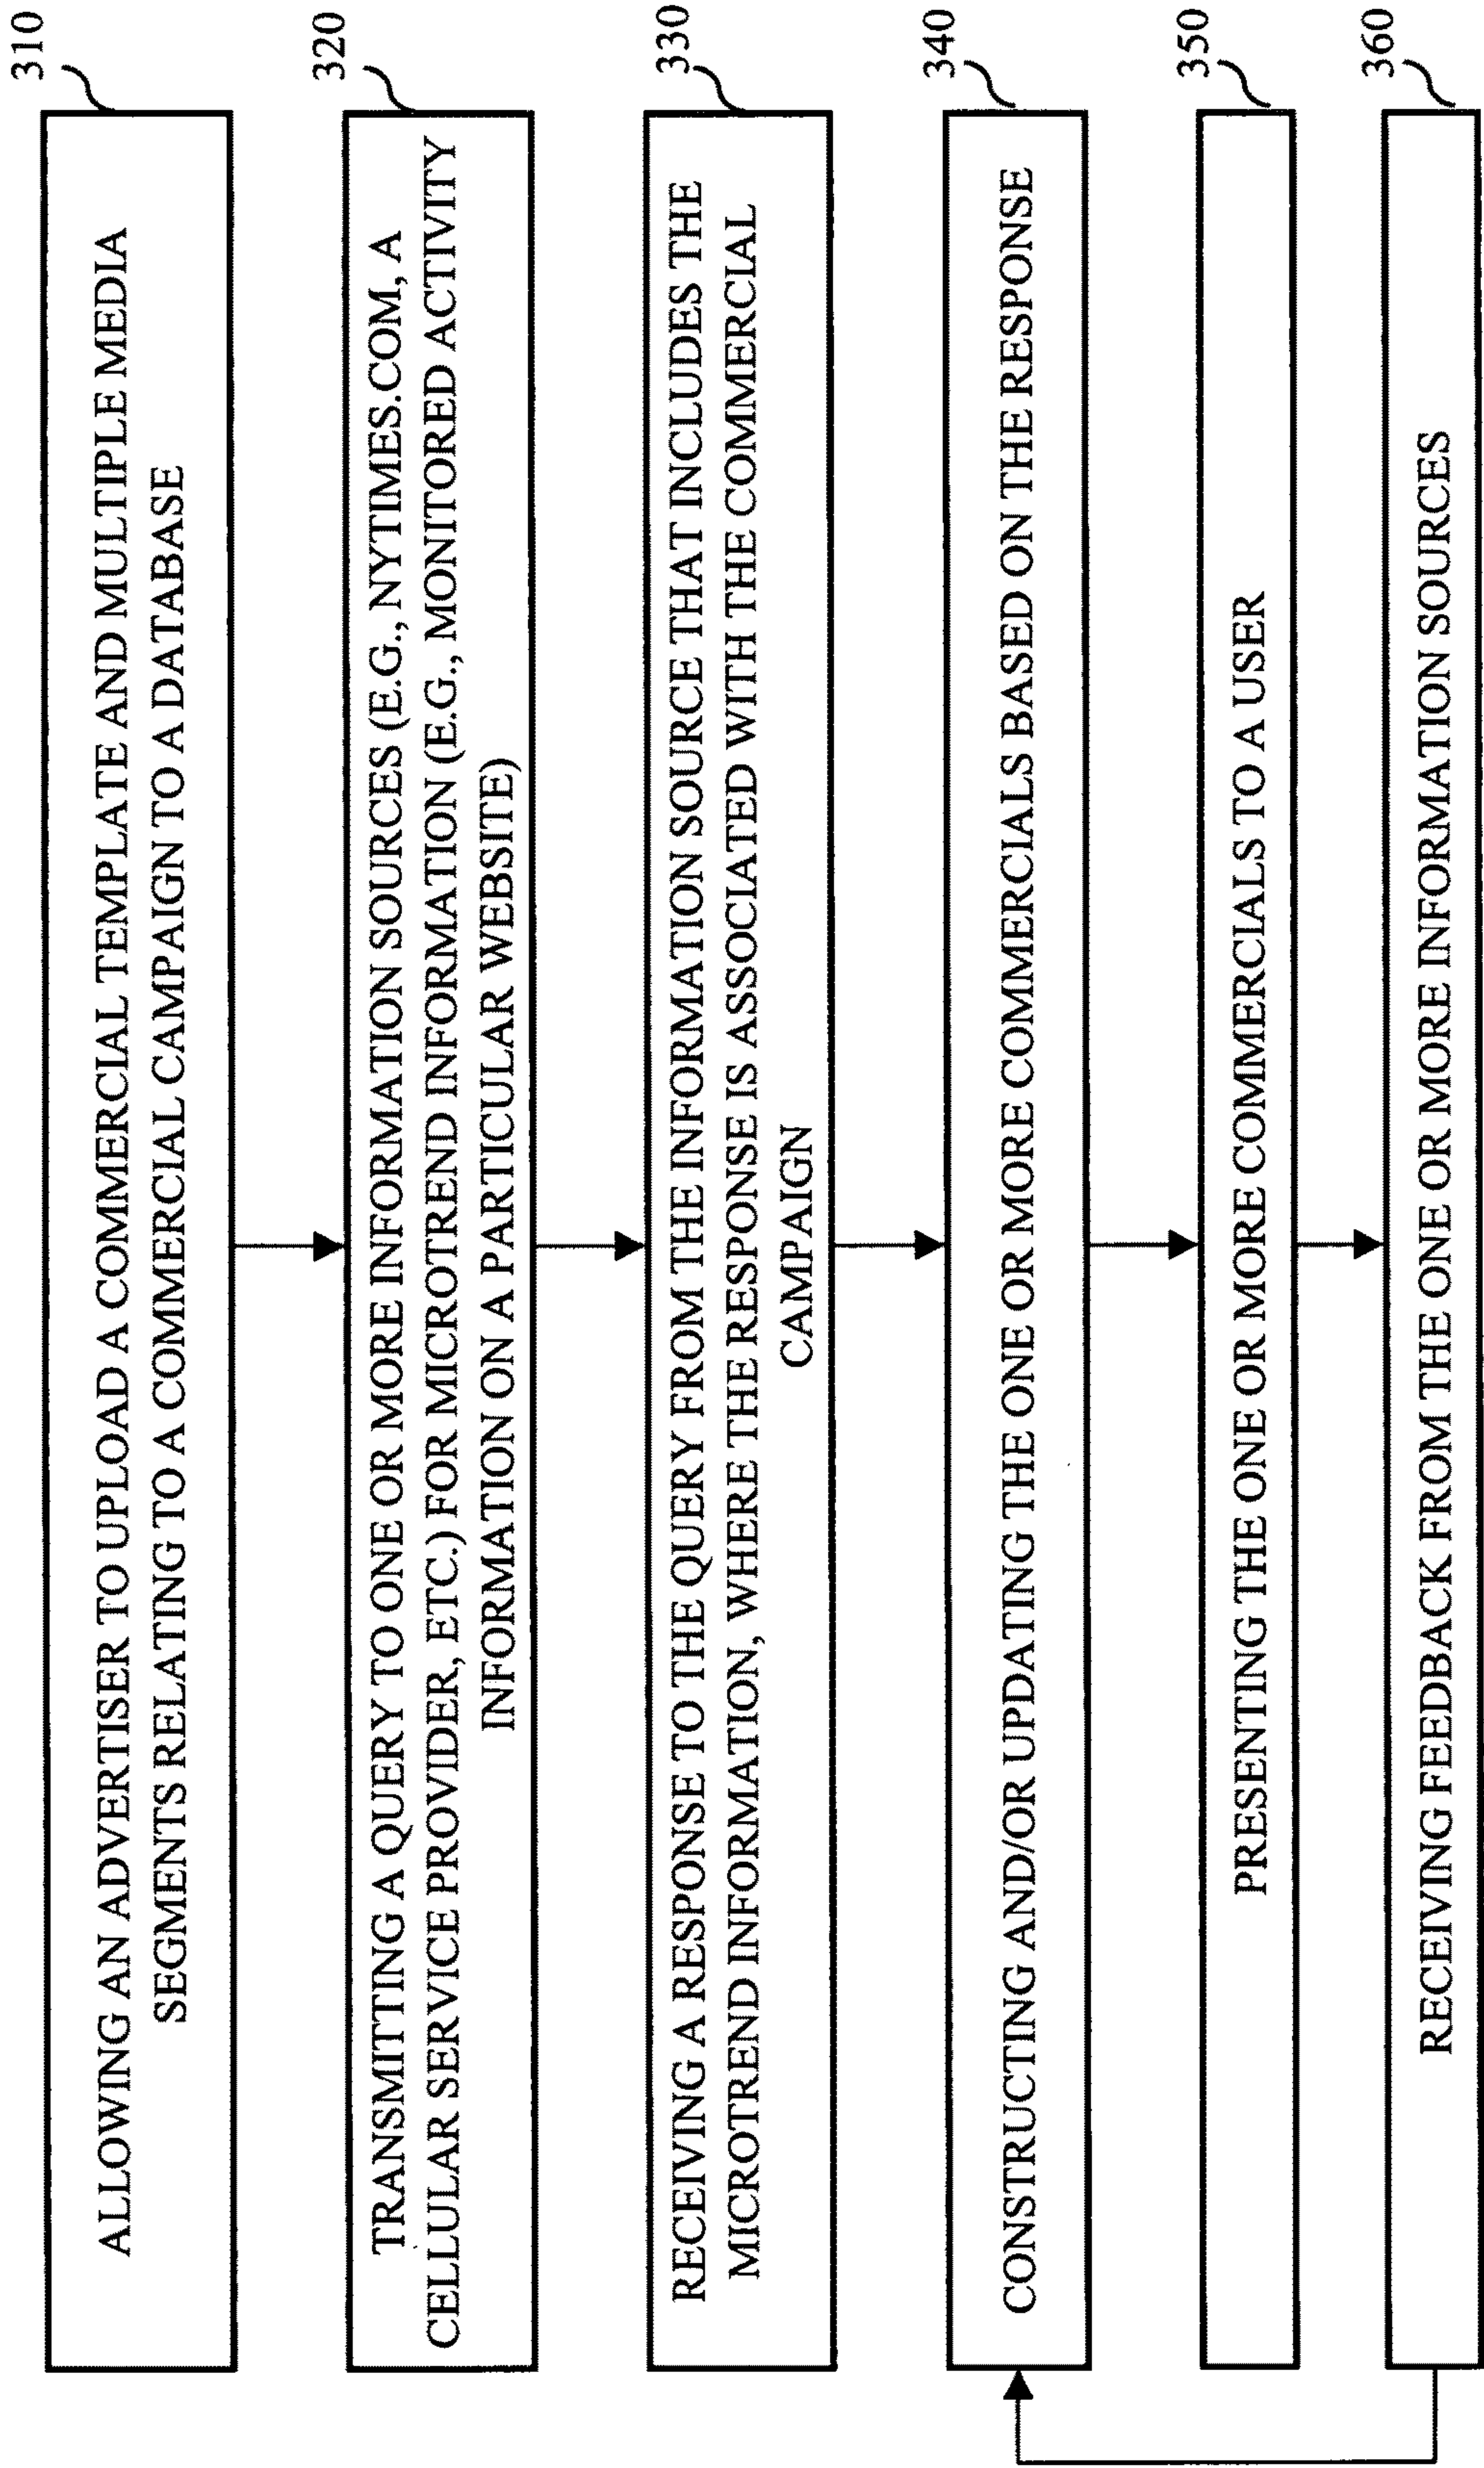 310
ALLOWING AN ADVERTISER TO UPLOAD A COMMERCIAL TEMPLATE AND MULTIPLE MEDIA
SEGMENTS RELATING TO A COMMERCIAL CAMPAIGN TO A DATABASE
320
TRANSMITTING A QUERY TO ONE OR MORE INFORMATION SOURCES (E.G., NYTIMES.COM, A
CELLULAR SERVICE PROVIDER, ETC.) FOR MICROTREND INFORMATION (E.G., MONITORED ACTIVITY
INFORMATION ON A PARTICULAR WEBSITE)
330
RECEIVING A RESPONSE TO THE QUERY FROM THE INFORMATION SOURCE THAT INCLUDES THE
MICROTREND INFORMATION, WHERE THE RESPONSE IS ASSOCIATED WITH THE COMMERCIAL
CAMPAIGN
340
CONSTRUCTING AND/OR UPDATING THE ONE OR MORE COMMERCIALS BASED ON THE RESPONSE
350
PRESENTING THE ONE OR MORE COMMERCIALS TO A USER
360
RECEIVING FEEDBACK FROM THE ONE OR MORE INFORMATION SOURCES